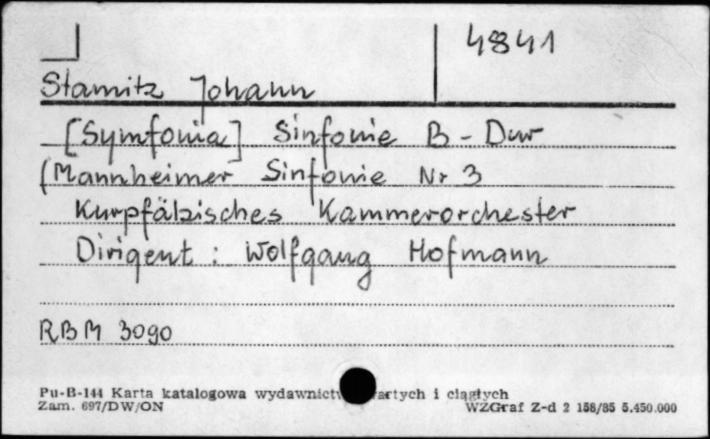 4841
Stamitz Johann
[Symfonia] Sinfonie B - Dur
(Mannheimer Sinfonie Nr 3
Kurpfälzisches Kammerorchester
Dirigent : Wolfgang Hofmann
RBM 3090
Pu-B-144 Karta katalogowa wydawnictw zwartych i ciągłych
Zam. 697/DW/ON WZGraf Z-d 2 158/85 5.450.000